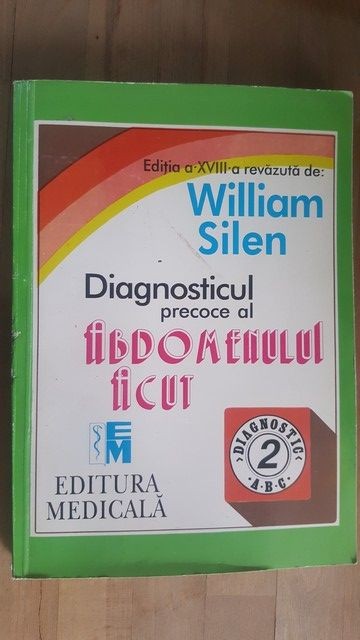 Ediția a·XVIII·a revăzută de:
William
Silen
Diagnosticul
precoce al
ABDOMENULUI
ACUT
EM
EDITURA
MEDICALĂ
DIAGNOSTIC
2
·A·B·C·